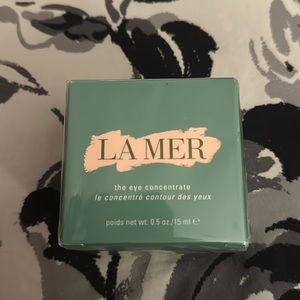 LA MER
the eye concentrate
le concentré contour des yeux
poids net wt. 0.5 oz / 15 ml ℮